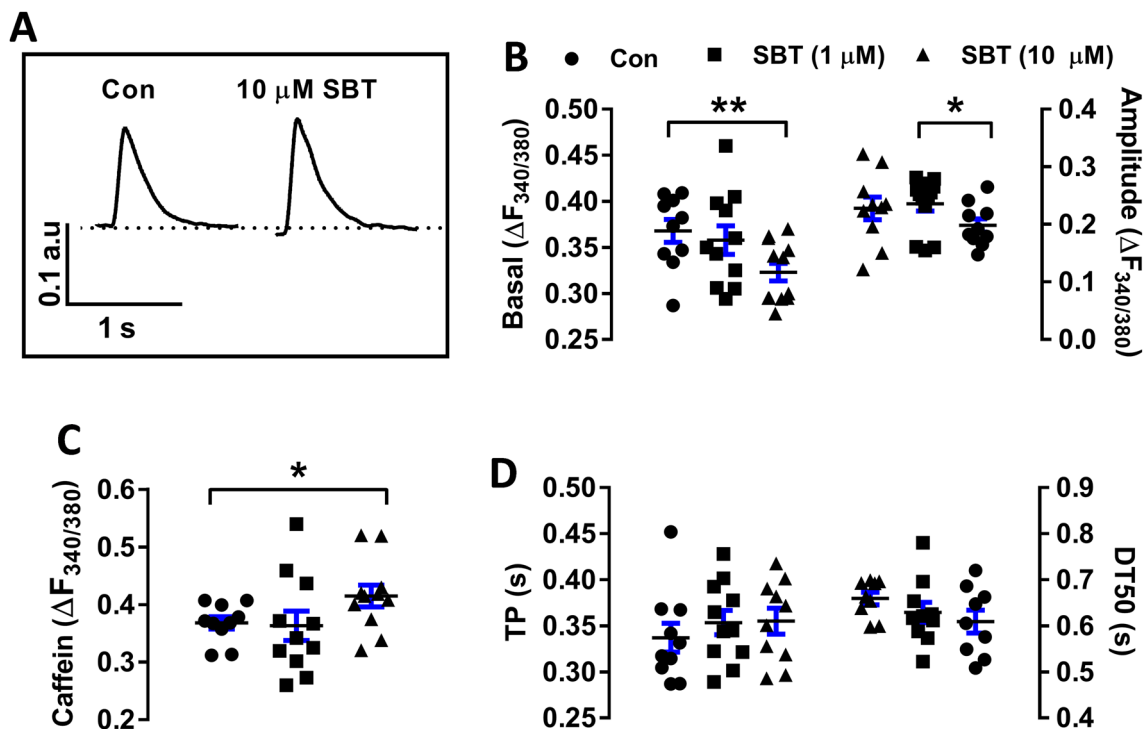 A
Con
10 μM SBT
0.1 a.u
1 s
B
Con
SBT (1 μM)
SBT (10 μM)
**
*
Basal (ΔF340/380)
0.50
0.45
0.40
0.35
0.30
0.25
0.4
0.3
0.2
0.1
0.0
Amplitude (ΔF340/380)
C
*
Caffein (ΔF340/380)
0.6
0.5
0.4
0.3
0.2
D
TP (s)
0.50
0.45
0.40
0.35
0.30
0.25
0.9
0.8
0.7
0.6
0.5
0.4
DT50 (s)